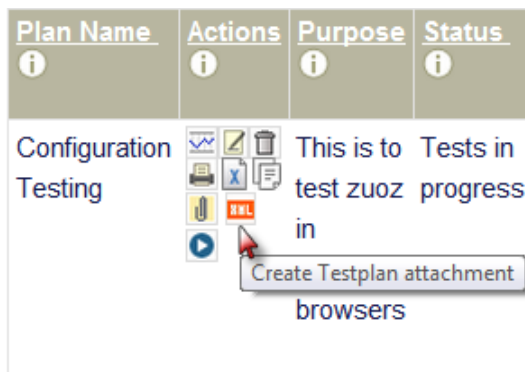 Plan Name Actions Purpose Status
i i i i
Configuration This is to Tests in
Testing X test zuoz progress
XML in
Create Testplan attachment
browsers